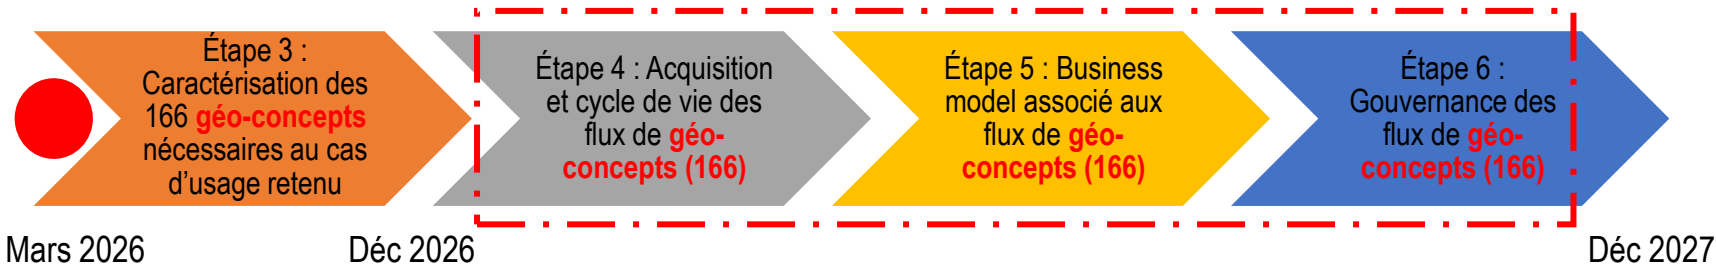 Étape 3 :
Caractérisation des
166 géo-concepts
nécessaires au cas
d’usage retenu
Étape 4 : Acquisition
et cycle de vie des
flux de géo-
concepts (166)
Étape 5 : Business
model associé aux
flux de géo-
concepts (166)
Étape 6 :
Gouvernance des
flux de géo-
concepts (166)
Mars 2026
Déc 2026
Déc 2027